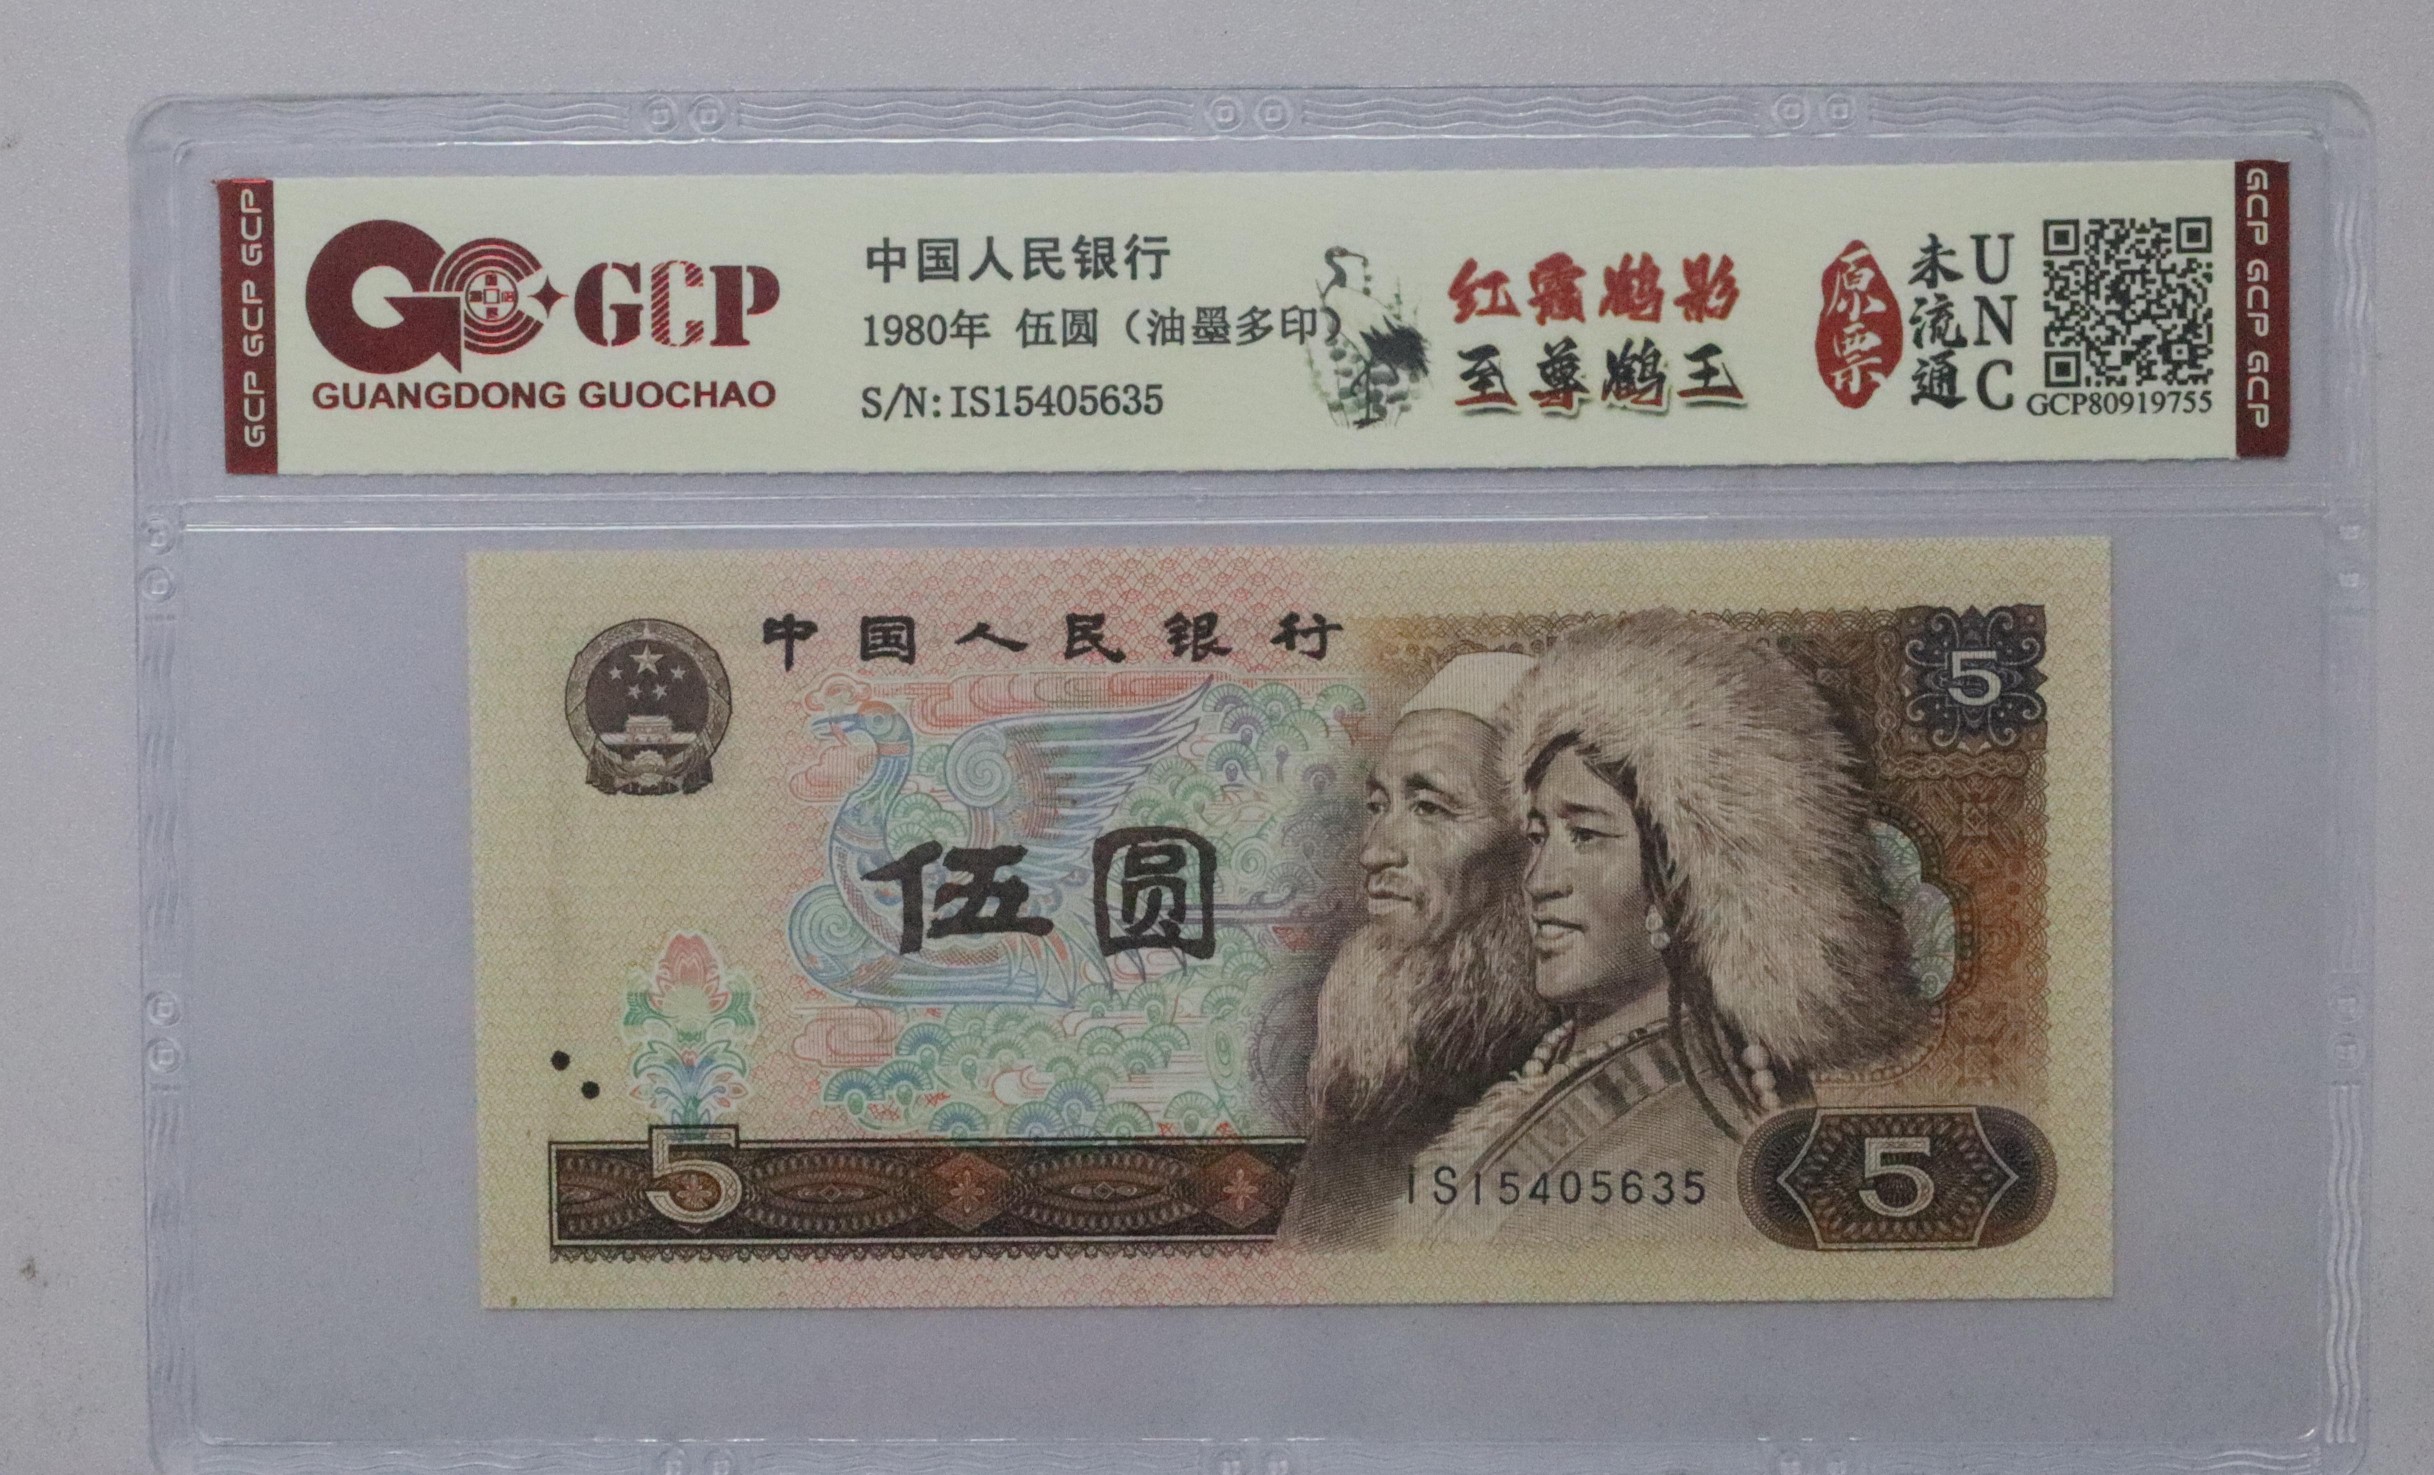 GCP GCP GCP
GCP
GUANGDONG GUOCHAO
中国人民银行
1980年 伍圆（油墨多印）
S/N:IS15405635
红霞鹤影
至尊鹤王
原票
未流通
UNC
GCP80919755
GCP GCP GCP
中国人民银行
5
伍圆
5
IS15405635
5